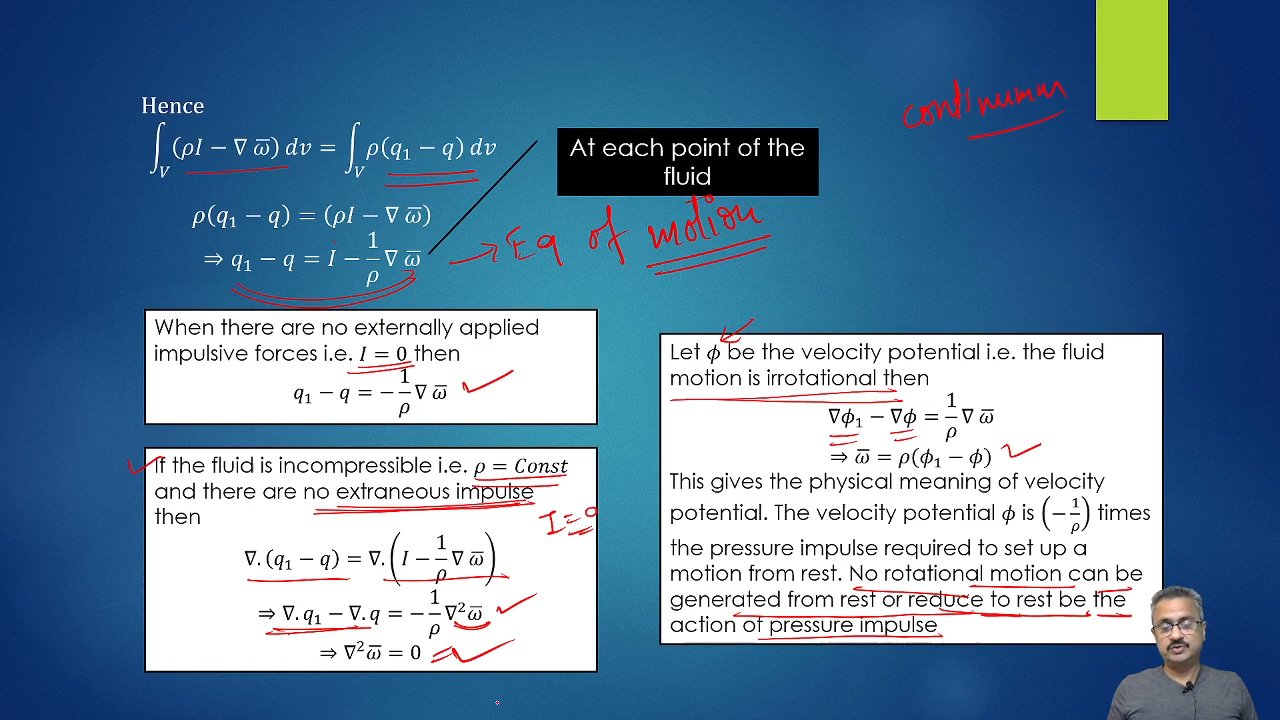 continuum
Hence
∫_V (ρI − ∇ ω̅) dv = ∫_V ρ(q₁ − q) dv
At each point of the
fluid
ρ(q₁ − q) = (ρI − ∇ ω̅)
⇒ q₁ − q = I − 1/ρ ∇ ω̅
→ Eq of motion
When there are no externally applied
impulsive forces i.e. I = 0 then
q₁ − q = − 1/ρ ∇ ω̅
If the fluid is incompressible i.e. ρ = Const
and there are no extraneous impulse
then
I = 0
∇. (q₁ − q) = ∇. (I − 1/ρ ∇ ω̅)
⇒ ∇. q₁ − ∇. q = − 1/ρ ∇² ω̅
⇒ ∇² ω̅ = 0
Let ϕ be the velocity potential i.e. the fluid
motion is irrotational then
∇ϕ₁ − ∇ϕ = 1/ρ ∇ ω̅
⇒ ω̅ = ρ(ϕ₁ − ϕ)
This gives the physical meaning of velocity
potential. The velocity potential ϕ is (− 1/ρ) times
the pressure impulse required to set up a
motion from rest. No rotational motion can be
generated from rest or reduce to rest be the
action of pressure impulse